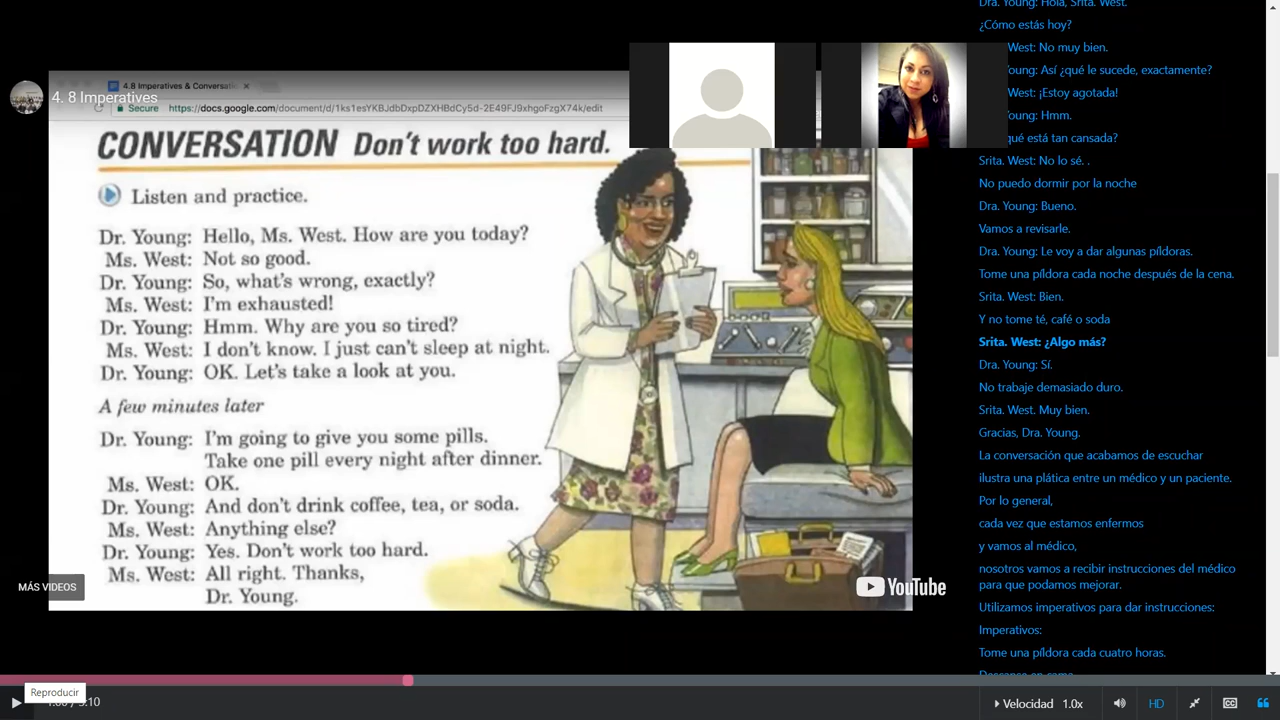 4. 8 Imperatives
4.8 Imperatives & Conversati
Secure https://docs.google.com/document/d/1ks1esYKBJdbDxpDZXHBdCy5d-2E49FJ9xhgoFzgX74k/edit
CONVERSATION Don't work too hard.
Listen and practice.
Dr. Young: Hello, Ms. West. How are you today?
Ms. West: Not so good.
Dr. Young: So, what's wrong, exactly?
Ms. West: I'm exhausted!
Dr. Young: Hmm. Why are you so tired?
Ms. West: I don't know. I just can't sleep at night.
Dr. Young: OK. Let's take a look at you.
A few minutes later
Dr. Young: I'm going to give you some pills.
Take one pill every night after dinner.
Ms. West: OK.
Dr. Young: And don't drink coffee, tea, or soda.
Ms. West: Anything else?
Dr. Young: Yes. Don't work too hard.
Ms. West: All right. Thanks,
Dr. Young.
MÁS VIDEOS
YouTube
Dra. Young: Hola, Srita. West.
¿Cómo estás hoy?
West: No muy bien.
Young: Así ¿qué le sucede, exactamente?
West: ¡Estoy agotada!
Young: Hmm.
qué está tan cansada?
Srita. West: No lo sé. .
No puedo dormir por la noche
Dra. Young: Bueno.
Vamos a revisarle.
Dra. Young: Le voy a dar algunas píldoras.
Tome una píldora cada noche después de la cena.
Srita. West: Bien.
Y no tome té, café o soda
Srita. West: ¿Algo más?
Dra. Young: Sí.
No trabaje demasiado duro.
Srita. West. Muy bien.
Gracias, Dra. Young.
La conversación que acabamos de escuchar
ilustra una plática entre un médico y un paciente.
Por lo general,
cada vez que estamos enfermos
y vamos al médico,
nosotros vamos a recibir instrucciones del médico
para que podamos mejorar.
Utilizamos imperativos para dar instrucciones:
Imperativos:
Tome una píldora cada cuatro horas.
Descanse en cama
Reproducir
Velocidad 1.0x
HD